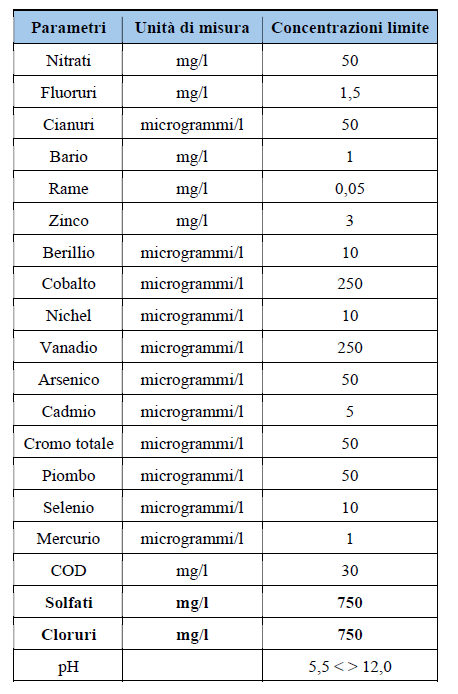 Parametri Unità di misura Concentrazioni limite
Nitrati mg/l 50
Fluoruri mg/l 1,5
Cianuri microgrammi/l 50
Bario mg/l 1
Rame mg/l 0,05
Zinco mg/l 3
Berillio microgrammi/l 10
Cobalto microgrammi/l 250
Nichel microgrammi/l 10
Vanadio microgrammi/l 250
Arsenico microgrammi/l 50
Cadmio microgrammi/l 5
Cromo totale microgrammi/l 50
Piombo microgrammi/l 50
Selenio microgrammi/l 10
Mercurio microgrammi/l 1
COD mg/l 30
Solfati mg/l 750
Cloruri mg/l 750
pH 5,5 < > 12,0